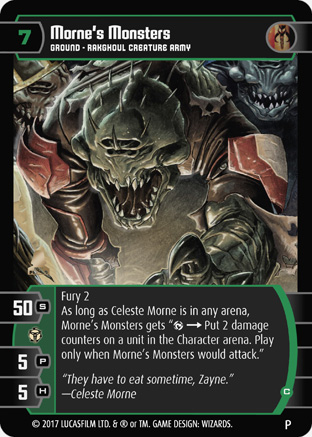 7
Morne's Monsters
GROUND - RAKGHOUL CREATURE ARMY
50 S
5 P
5 H
Fury 2
As long as Celeste Morne is in any arena,
Morne's Monsters gets "→ Put 2 damage
counters on a unit in the Character arena. Play
only when Morne's Monsters would attack."
"They have to eat sometime, Zayne."
—Celeste Morne
C
© 2017 LUCASFILM LTD. & ® or TM. GAME DESIGN: WIZARDS.
P